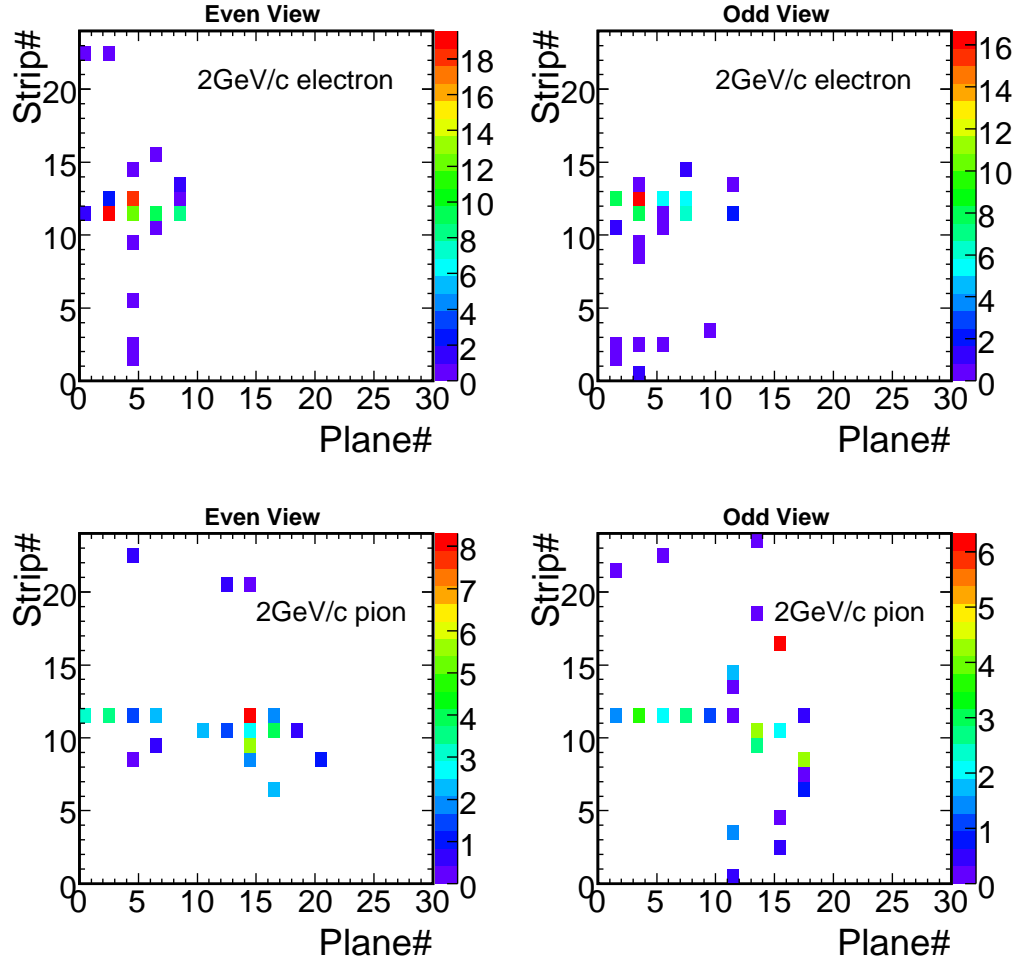 Even View
Strip#
2GeV/c electron
0 5 10 15 20
0 5 10 15 20 25 30
0 2 4 6 8 10 12 14 16 18
Plane#
Odd View
Strip#
2GeV/c electron
0 5 10 15 20
0 5 10 15 20 25 30
0 2 4 6 8 10 12 14 16
Plane#
Even View
Strip#
2GeV/c pion
0 5 10 15 20
0 5 10 15 20 25 30
0 1 2 3 4 5 6 7 8
Plane#
Odd View
Strip#
2GeV/c pion
0 5 10 15 20
0 5 10 15 20 25 30
0 1 2 3 4 5 6
Plane#